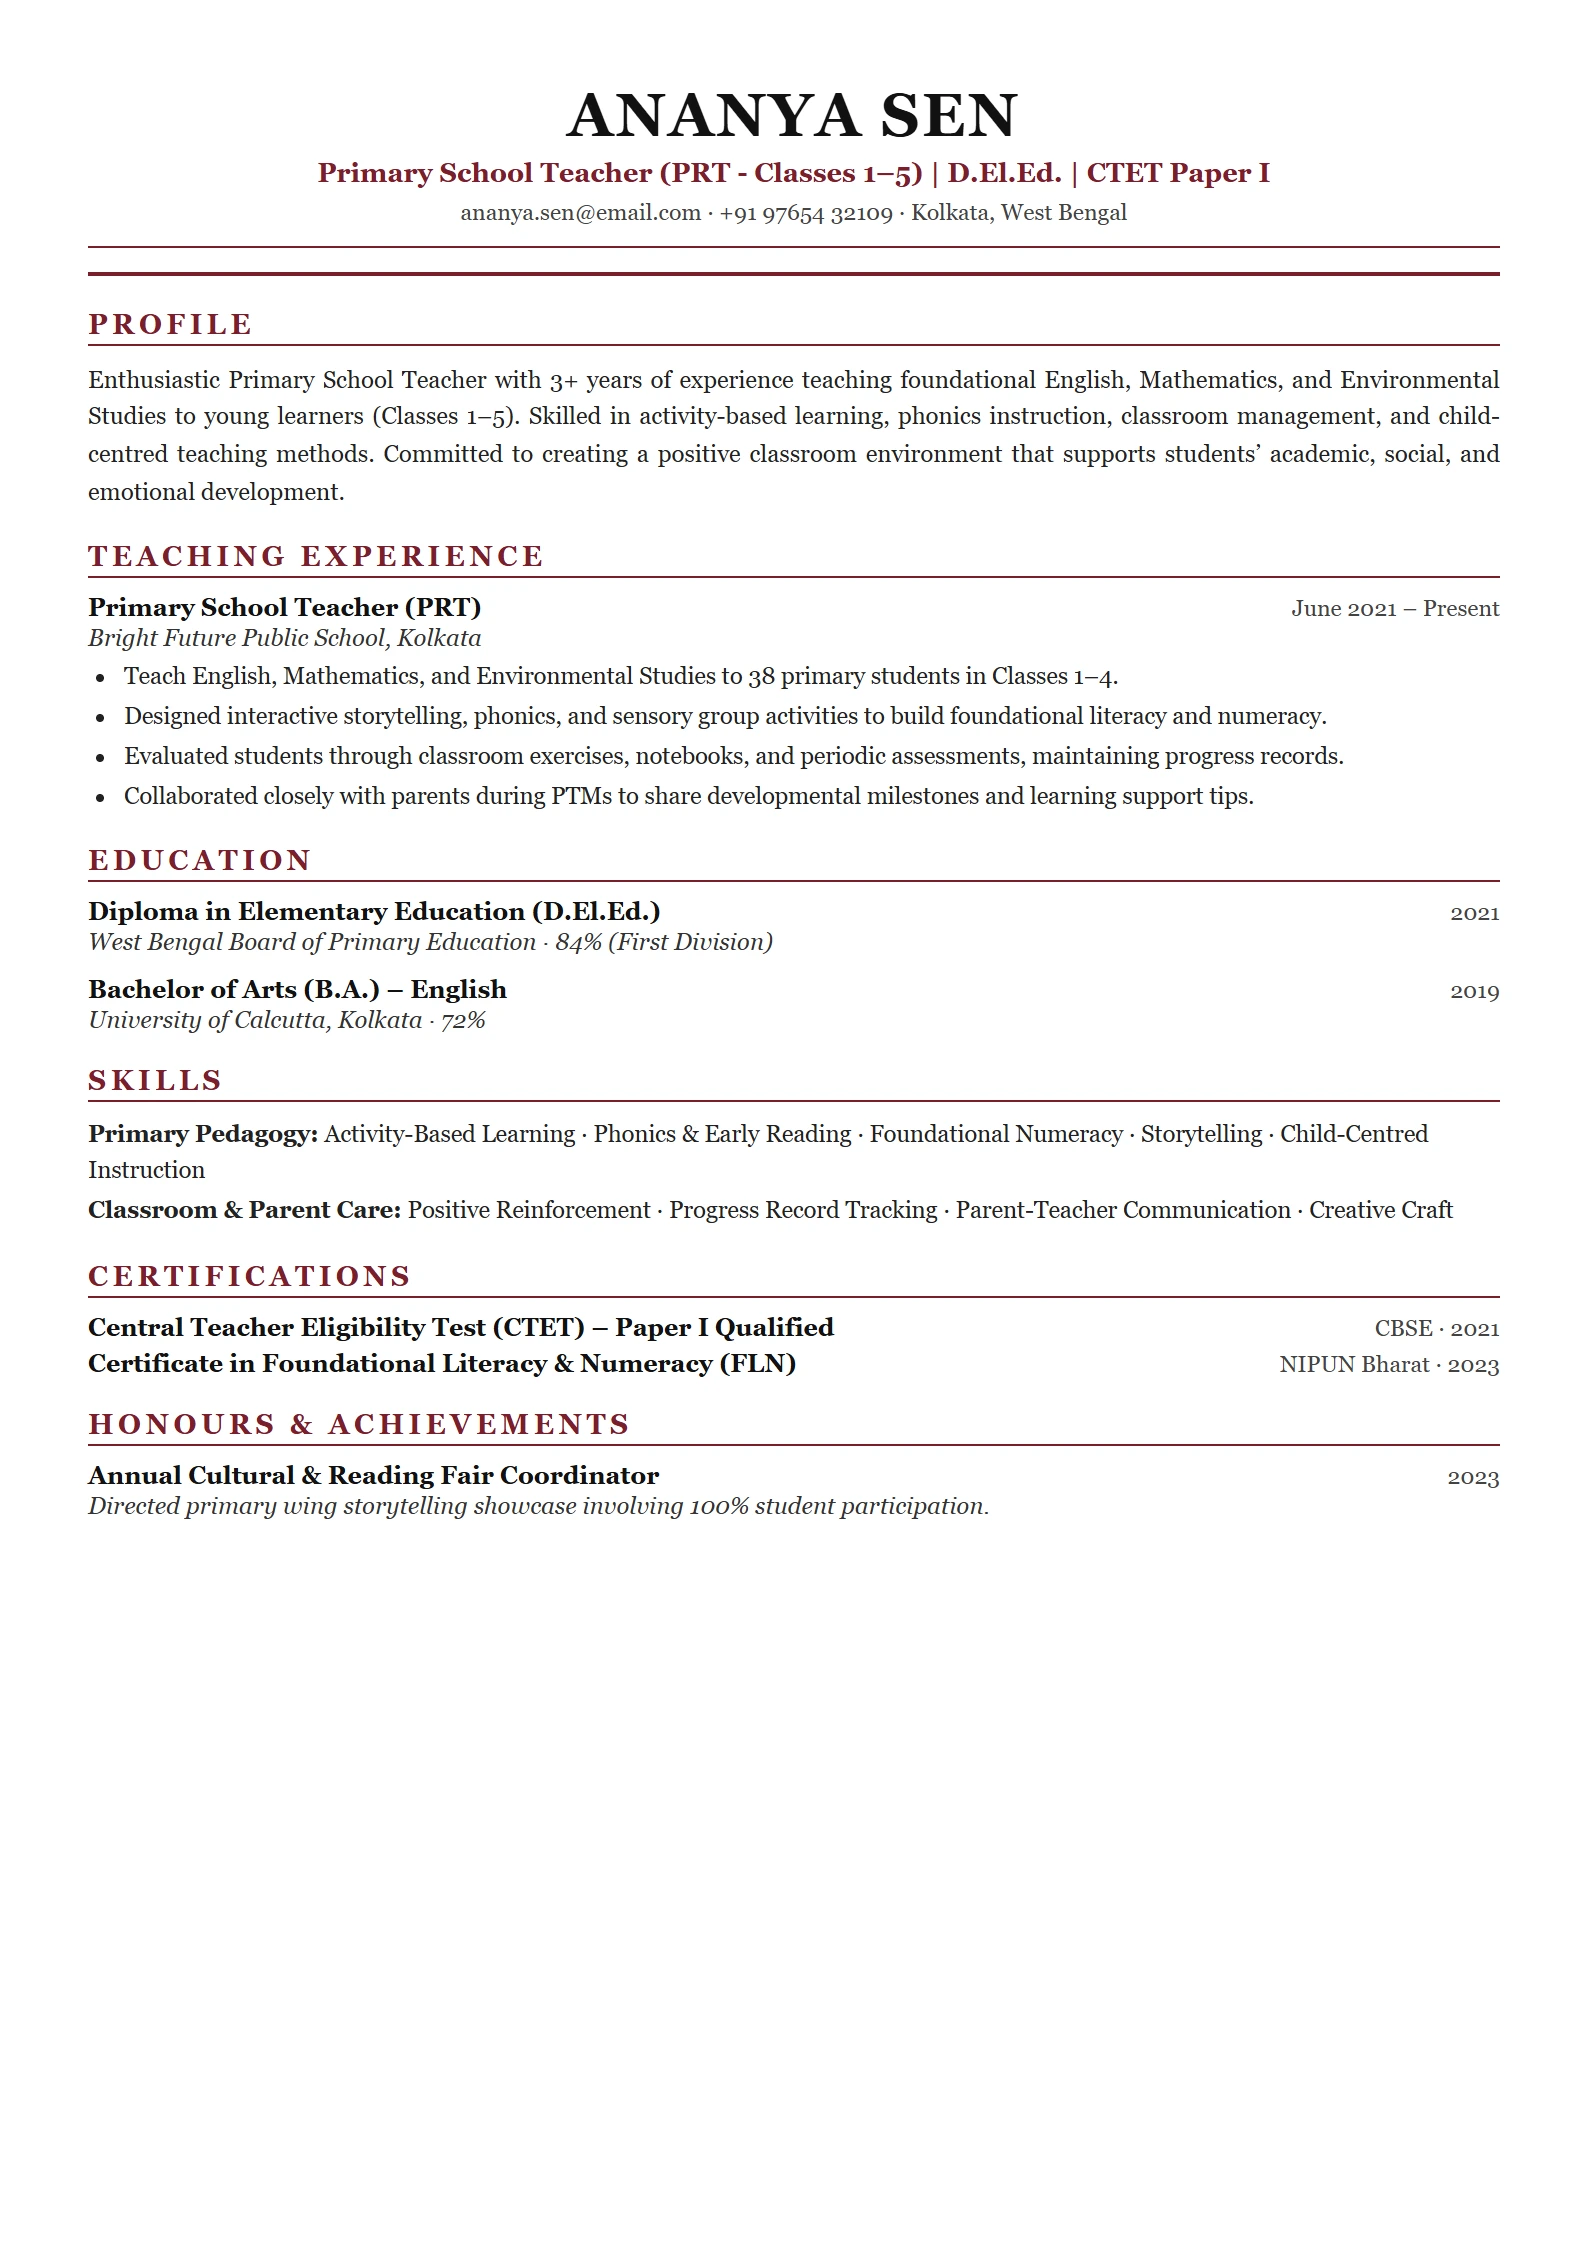 ANANYA SEN
Primary School Teacher (PRT - Classes 1–5) | D.El.Ed. | CTET Paper I
ananya.sen@email.com · +91 97654 32109 · Kolkata, West Bengal
PROFILE
Enthusiastic Primary School Teacher with 3+ years of experience teaching foundational English, Mathematics, and Environmental
Studies to young learners (Classes 1–5). Skilled in activity-based learning, phonics instruction, classroom management, and child-
centred teaching methods. Committed to creating a positive classroom environment that supports students’ academic, social, and
emotional development.
TEACHING EXPERIENCE
Primary School Teacher (PRT) June 2021 – Present
Bright Future Public School, Kolkata
• Teach English, Mathematics, and Environmental Studies to 38 primary students in Classes 1–4.
• Designed interactive storytelling, phonics, and sensory group activities to build foundational literacy and numeracy.
• Evaluated students through classroom exercises, notebooks, and periodic assessments, maintaining progress records.
• Collaborated closely with parents during PTMs to share developmental milestones and learning support tips.
EDUCATION
Diploma in Elementary Education (D.El.Ed.) 2021
West Bengal Board of Primary Education · 84% (First Division)
Bachelor of Arts (B.A.) – English 2019
University of Calcutta, Kolkata · 72%
SKILLS
Primary Pedagogy: Activity-Based Learning · Phonics & Early Reading · Foundational Numeracy · Storytelling · Child-Centred
Instruction
Classroom & Parent Care: Positive Reinforcement · Progress Record Tracking · Parent-Teacher Communication · Creative Craft
CERTIFICATIONS
Central Teacher Eligibility Test (CTET) – Paper I Qualified CBSE · 2021
Certificate in Foundational Literacy & Numeracy (FLN) NIPUN Bharat · 2023
HONOURS & ACHIEVEMENTS
Annual Cultural & Reading Fair Coordinator 2023
Directed primary wing storytelling showcase involving 100% student participation.